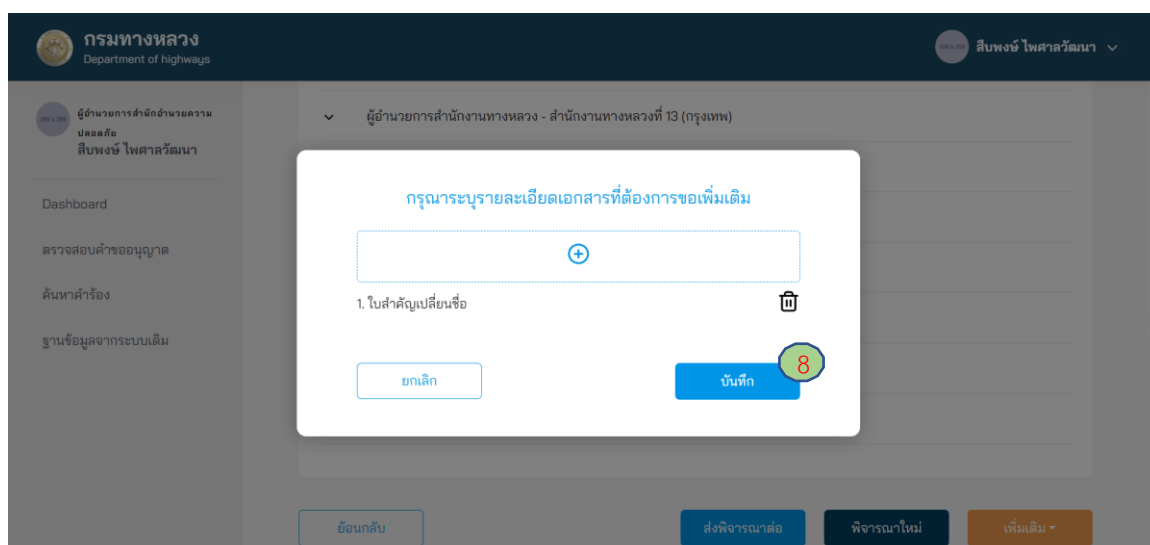 กรมทางหลวง
Department of highways
สืบพงษ์ ไพศาลวัฒนา
ผู้อำนวยการสำนักอำนวยความ
ปลอดภัย
สืบพงษ์ ไพศาลวัฒนา
Dashboard
ตรวจสอบคำขออนุญาต
ค้นหาคำร้อง
ฐานข้อมูลจากระบบเดิม
ผู้อำนวยการสำนักงานทางหลวง - สำนักงานทางหลวงที่ 13 (กรุงเทพ)
กรุณาระบุรายละเอียดเอกสารที่ต้องการขอเพิ่มเติม
1. ใบสำคัญเปลี่ยนชื่อ
ยกเลิก
บันทึก
8
ย้อนกลับ
ส่งพิจารณาต่อ
พิจารณาใหม่
เพิ่มเติม